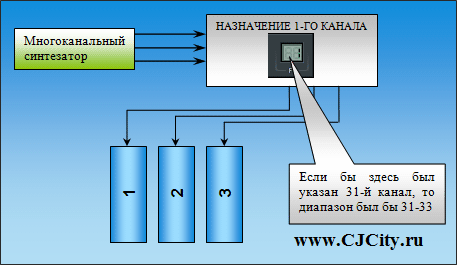 НАЗНАЧЕНИЕ 1-ГО КАНАЛА
Многоканальный
синтезатор
1
1
2
3
Если бы здесь был
указан 31-й канал, то
диапазон был бы 31-33
www.CJCity.ru